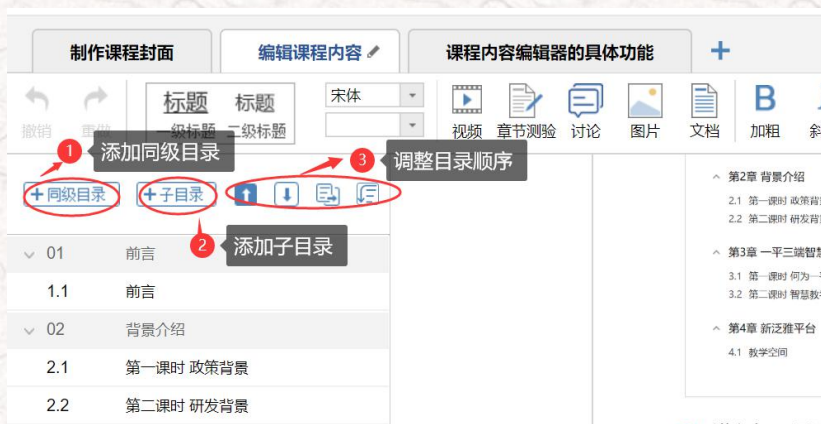 制作课程封面 编辑课程内容 课程内容编辑器的具体功能
标题 标题 宋体
撤销 重做 一级标题 二级标题 视频 章节测验 讨论 图片 文档 B 加粗
1 添加同级目录
3 调整目录顺序
+同级目录 +子目录
2 添加子目录
01 前言
1.1 前言
02 背景介绍
2.1 第一课时 政策背景
2.2 第二课时 研发背景
第2章 背景介绍
2.1 第一课时 政策背
2.2 第二课时 研发背
第3章 一平三端智慧
3.1 第一课时 何为一
3.2 第二课时 智慧教
第4章 新泛雅平台
4.1 教学空间